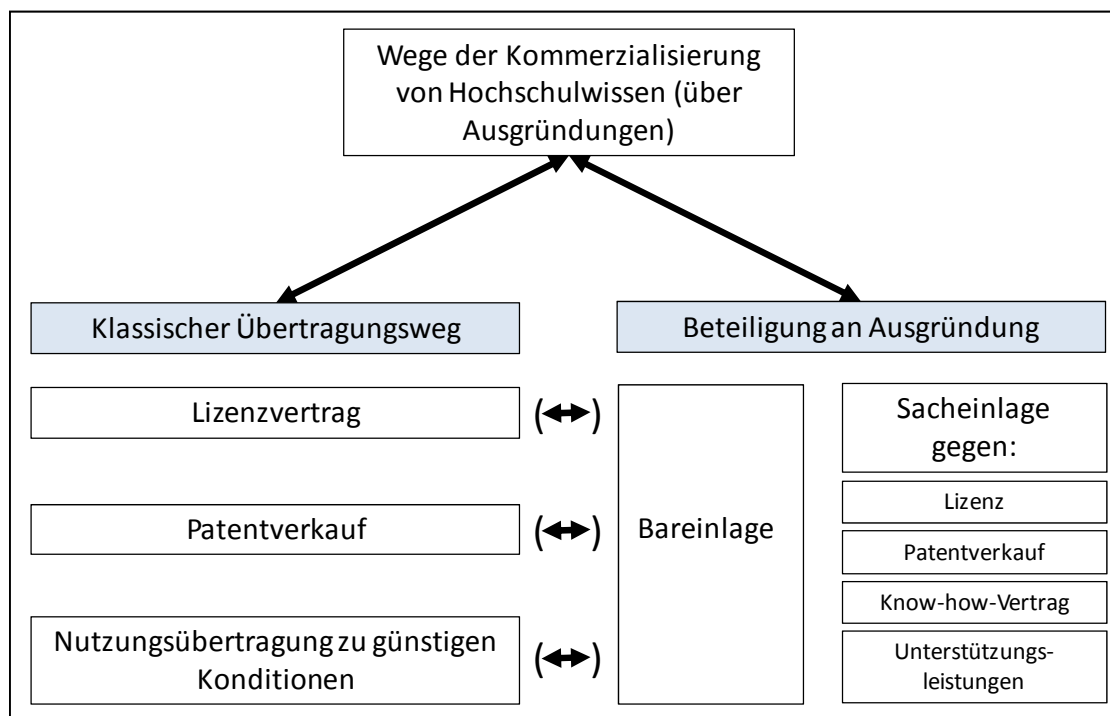 Wege der Kommerzialisierung
von Hochschulwissen (über
Ausgründungen)
Klassischer Übertragungsweg
Beteiligung an Ausgründung
Lizenzvertrag
(
)
Patentverkauf
(
)
Nutzungsübertragung zu günstigen
Konditionen
(
)
Bareinlage
Sacheinlage
gegen:
Lizenz
Patentverkauf
Know-how-Vertrag
Unterstützungs-
leistungen